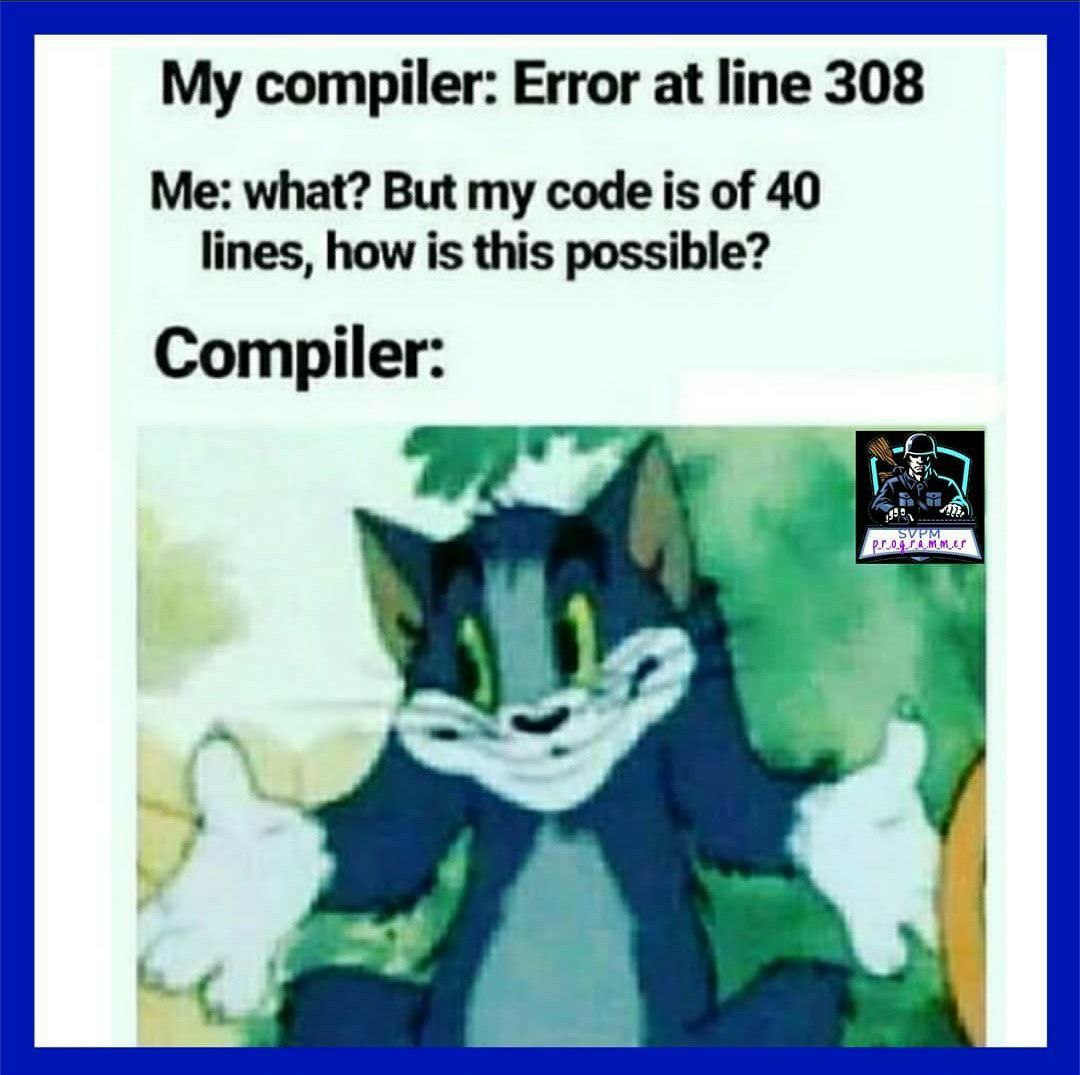 My compiler: Error at line 308
Me: what? But my code is of 40
lines, how is this possible?
Compiler:
SVPM
programmer